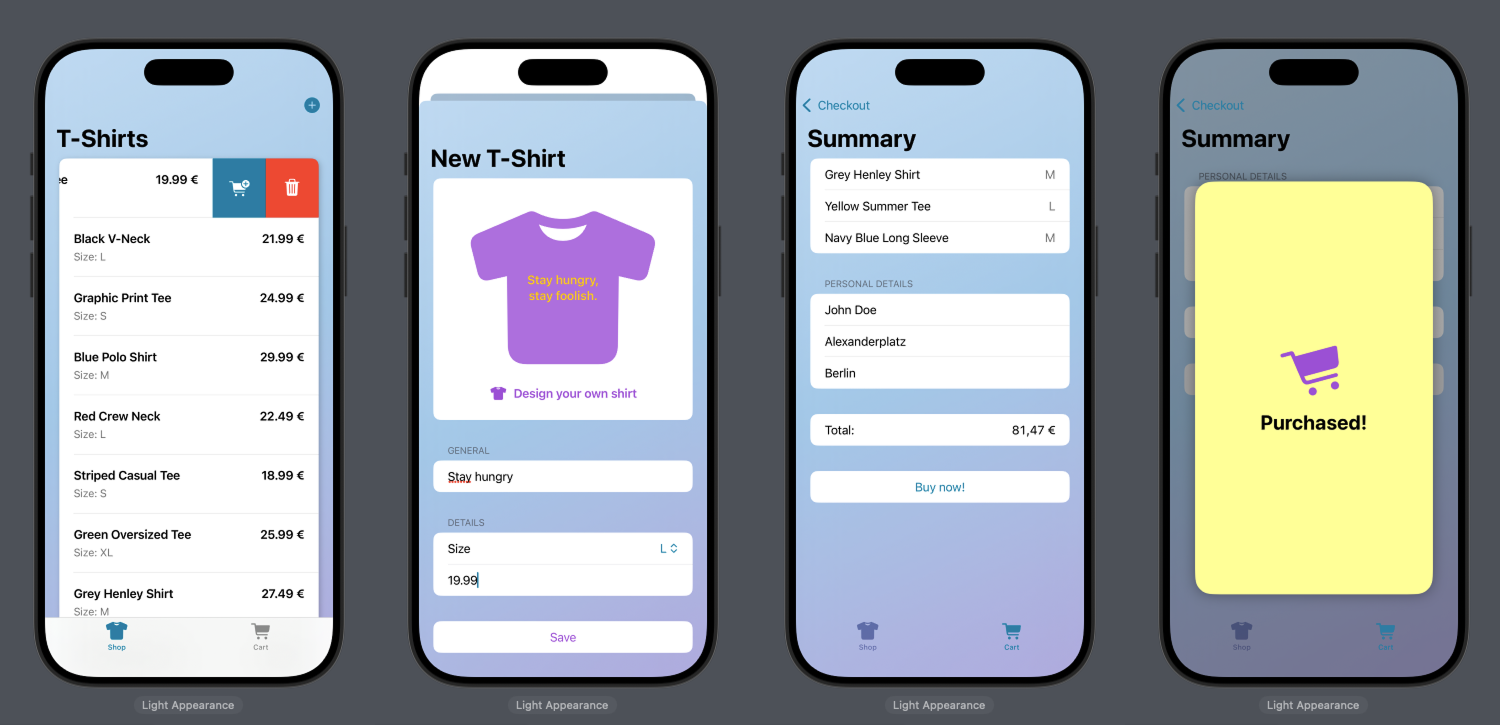 T-Shirts
ee 19.99 €
Black V-Neck 21.99 €
Size: L
Graphic Print Tee 24.99 €
Size: S
Blue Polo Shirt 29.99 €
Size: M
Red Crew Neck 22.49 €
Size: L
Striped Casual Tee 18.99 €
Size: S
Green Oversized Tee 25.99 €
Size: XL
Grey Henley Shirt 27.49 €
Size: M
Shop Cart
Light Appearance
New T-Shirt
Stay hungry,
stay foolish.
Design your own shirt
GENERAL
Stay hungry
DETAILS
Size L
19.99
Save
Light Appearance
Checkout
Summary
Grey Henley Shirt M
Yellow Summer Tee L
Navy Blue Long Sleeve M
PERSONAL DETAILS
John Doe
Alexanderplatz
Berlin
Total: 81,47 €
Buy now!
Shop Cart
Light Appearance
Checkout
Summary
PERSONAL DETAILS
Purchased!
Shop Cart
Light Appearance